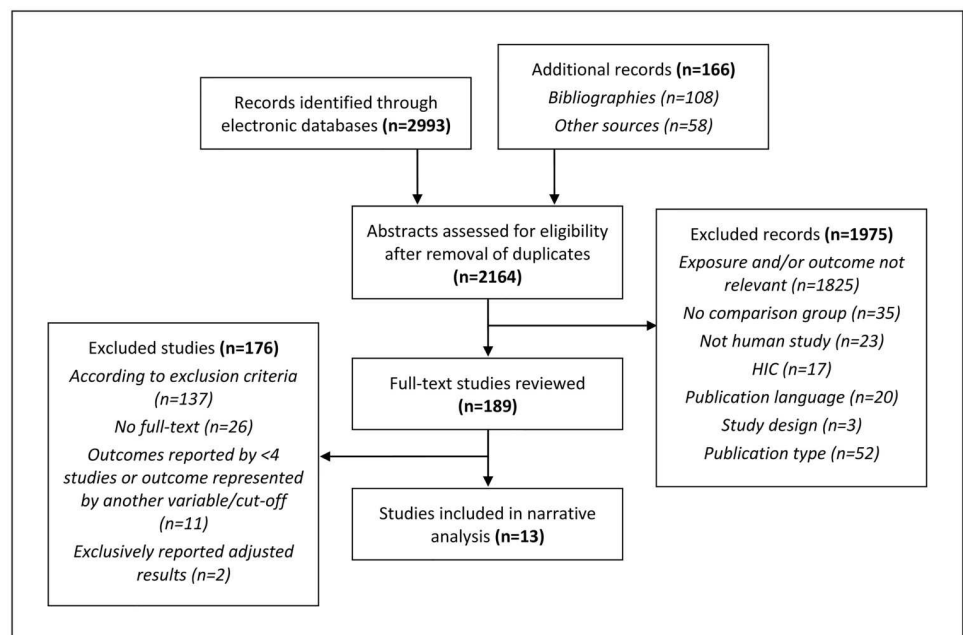 Records identified through
electronic databases (n=2993)
Additional records (n=166)
Bibliographies (n=108)
Other sources (n=58)
Abstracts assessed for eligibility
after removal of duplicates
(n=2164)
Excluded records (n=1975)
Exposure and/or outcome not
relevant (n=1825)
No comparison group (n=35)
Not human study (n=23)
HIC (n=17)
Publication language (n=20)
Study design (n=3)
Publication type (n=52)
Full-text studies reviewed
(n=189)
Excluded studies (n=176)
According to exclusion criteria
(n=137)
No full-text (n=26)
Outcomes reported by <4
studies or outcome represented
by another variable/cut-off
(n=11)
Exclusively reported adjusted
results (n=2)
Studies included in narrative
analysis (n=13)